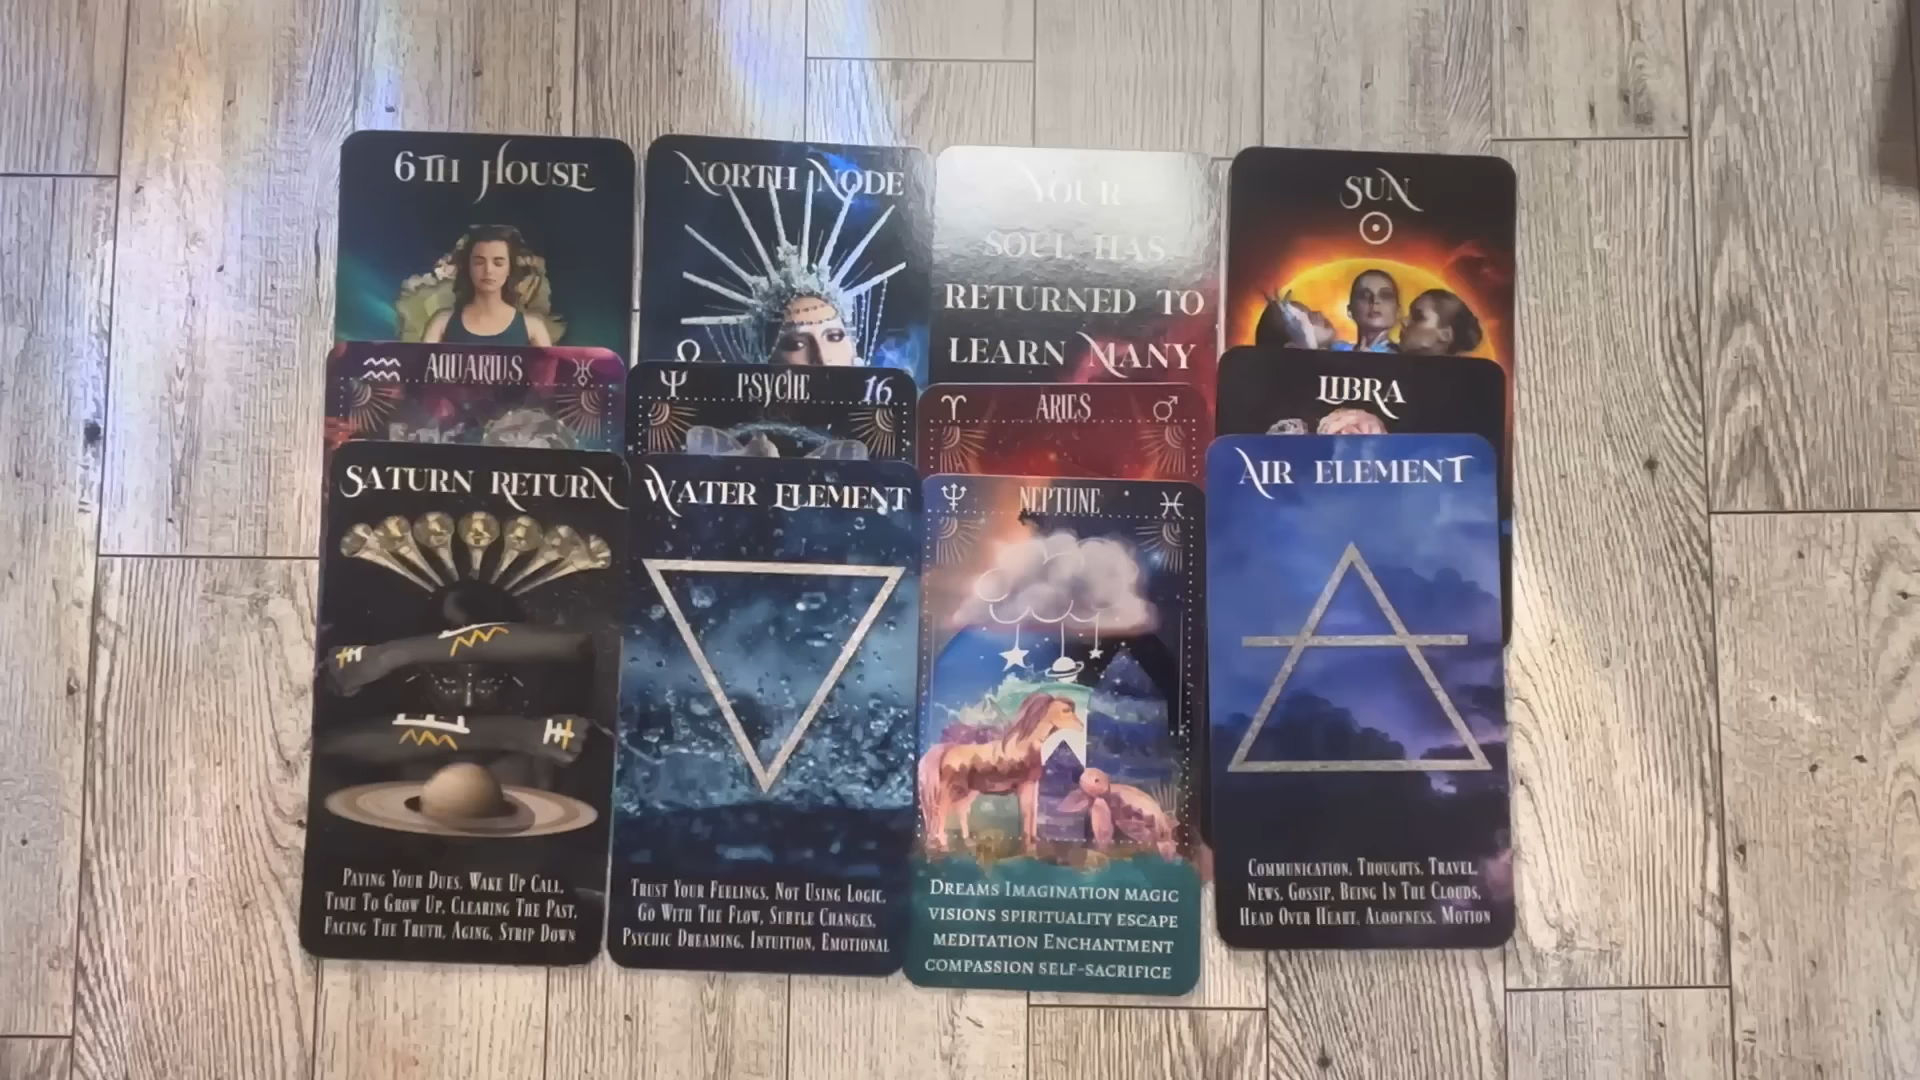 6TH HOUSE
NORTH NODE
YOUR
SOUL HAS
RETURNED TO
LEARN MANY
SUN
AQUARIUS
PSYCHE 16
ARIES
LIBRA
SATURN RETURN
PAYING YOUR DUES, WAKE UP CALL,
TIME TO GROW UP, CLEARING THE PAST,
FACING THE TRUTH, AGING, STRIP DOWN
WATER ELEMENT
TRUST YOUR FEELINGS, NOT USING LOGIC,
GO WITH THE FLOW, SUBTLE CHANGES,
PSYCHIC DREAMING, INTUITION, EMOTIONAL
NEPTUNE
DREAMS IMAGINATION MAGIC
VISIONS SPIRITUALITY ESCAPE
MEDITATION ENCHANTMENT
COMPASSION SELF-SACRIFICE
AIR ELEMENT
COMMUNICATION, THOUGHTS, TRAVEL,
NEWS, GOSSIP, BEING IN THE CLOUDS,
HEAD OVER HEART, ALOOFNESS, MOTION